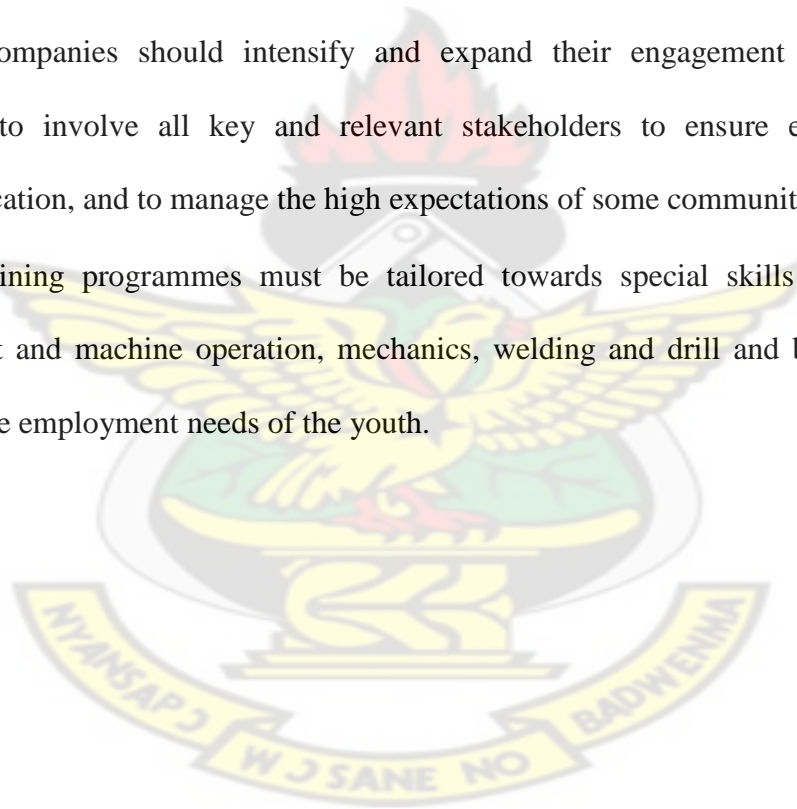 ompanies should intensify and expand their engagement
to involve all key and relevant stakeholders to ensure e
cation, and to manage the high expectations of some communit
ining programmes must be tailored towards special skills
t and machine operation, mechanics, welding and drill and b
e employment needs of the youth.
NYANSAPƆ
WƆSANE NO
BADWENMA